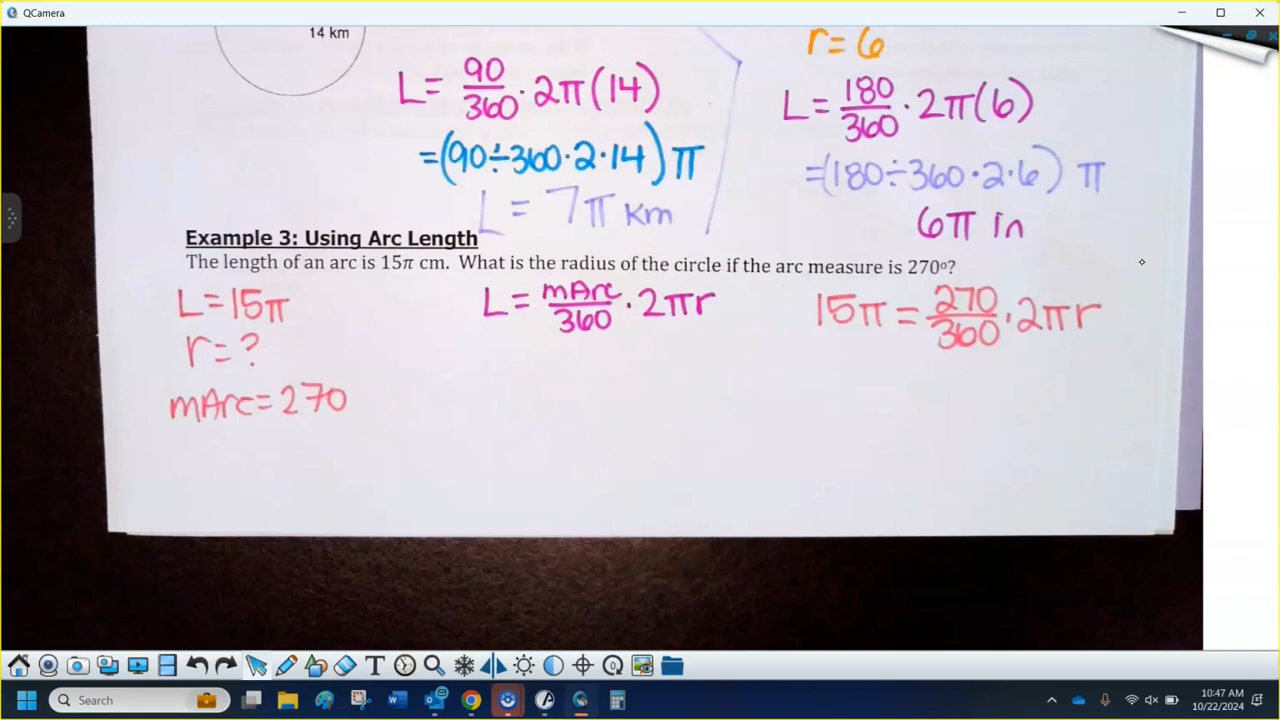 QCamera
14 km
L = 90/360 · 2π(14)
=(90÷360·2·14)π
L = 7π Km
r = 6
L = 180/360 · 2π(6)
=(180÷360·2·6) π
6π in
Example 3: Using Arc Length
The length of an arc is 15π cm. What is the radius of the circle if the arc measure is 270°?
L=15π
r=?
mArc=270
L = mArc/360 · 2πr
15π = 270/360 · 2πr
Search
10:47 AM
10/22/2024